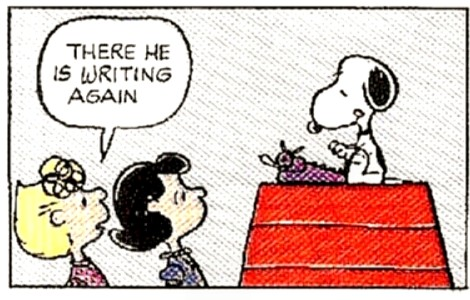 THERE HE
IS WRITING
AGAIN